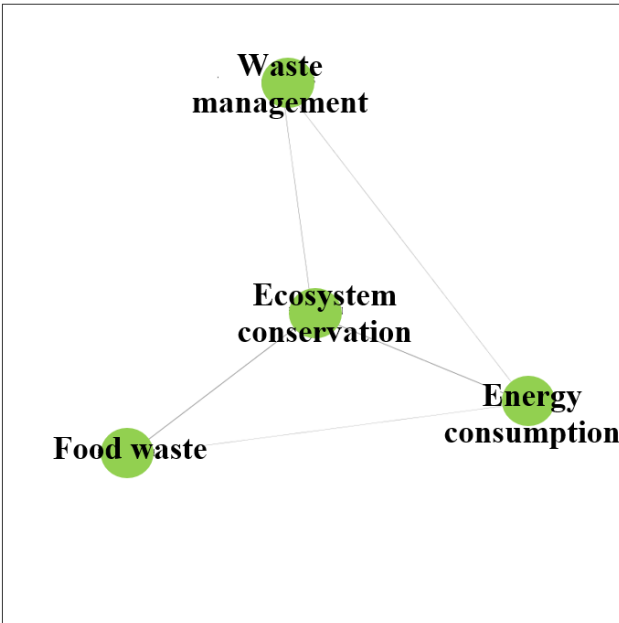 Waste
management
Ecosystem
conservation
Energy
consumption
Food waste